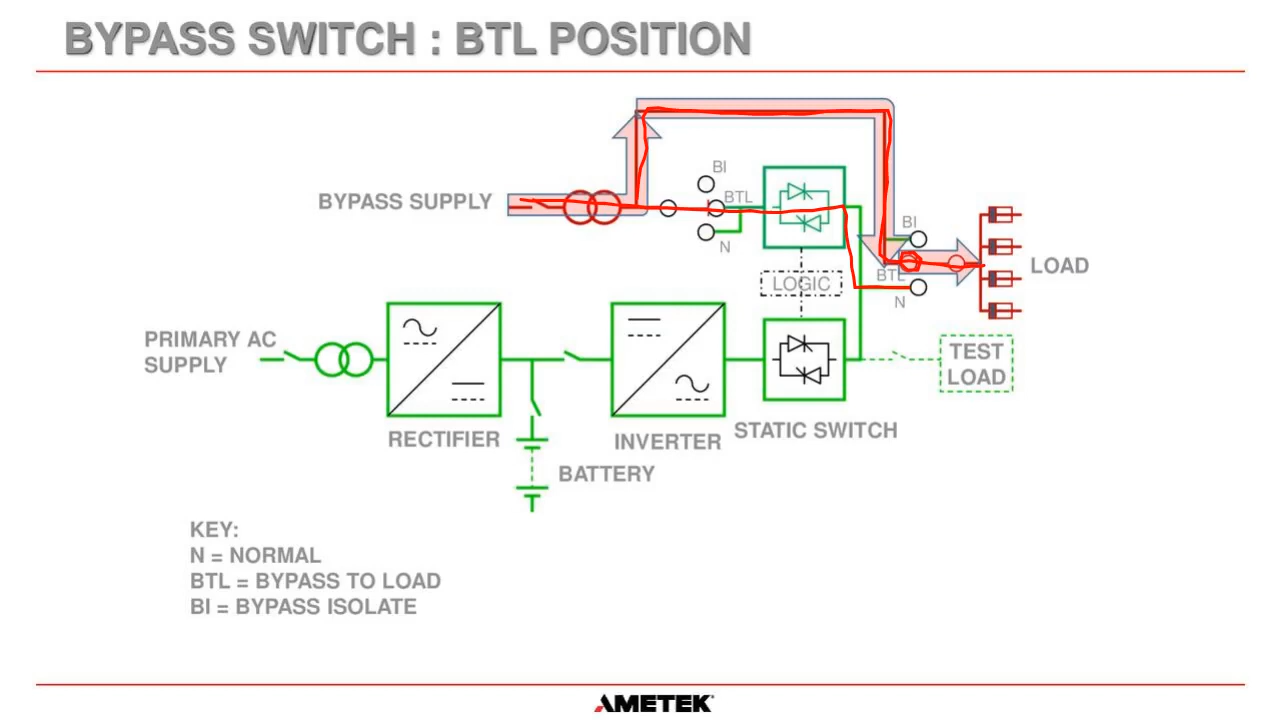 BYPASS SWITCH : BTL POSITION
BI
BYPASS SUPPLY
BTL
N
BI
LOAD
BTL
LOGIC
N
PRIMARY AC
SUPPLY
TEST
LOAD
RECTIFIER
INVERTER
STATIC SWITCH
BATTERY
KEY:
N = NORMAL
BTL = BYPASS TO LOAD
BI = BYPASS ISOLATE
AMETEK